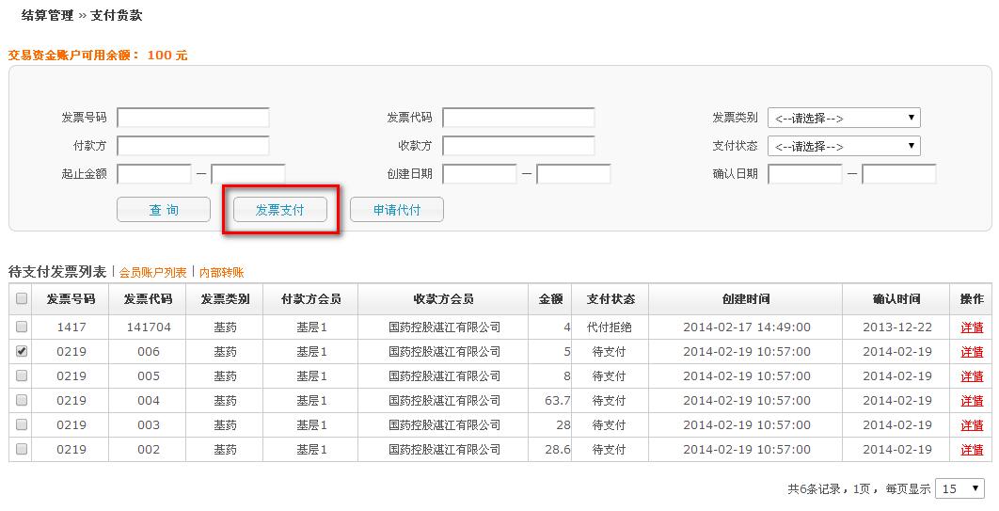 结算管理 » 支付货款
交易资金账户可用余额： 100 元
发票号码 发票代码 发票类别 <--请选择-->
付款方 收款方 支付状态 <--请选择-->
起止金额 — 创建日期 — 确认日期 —
查 询 发票支付 申请代付
待支付发票列表 | 会员账户列表 | 内部转账
发票号码 发票代码 发票类别 付款方会员 收款方会员 金额 支付状态 创建时间 确认时间 操作
1417 141704 基药 基层1 国药控股湛江有限公司 4 代付拒绝 2014-02-17 14:49:00 2013-12-22 详情
0219 006 基药 基层1 国药控股湛江有限公司 5 待支付 2014-02-19 10:57:00 2014-02-19 详情
0219 005 基药 基层1 国药控股湛江有限公司 8 待支付 2014-02-19 10:57:00 2014-02-19 详情
0219 004 基药 基层1 国药控股湛江有限公司 63.7 待支付 2014-02-19 10:57:00 2014-02-19 详情
0219 003 基药 基层1 国药控股湛江有限公司 28 待支付 2014-02-19 10:57:00 2014-02-19 详情
0219 002 基药 基层1 国药控股湛江有限公司 28.6 待支付 2014-02-19 10:57:00 2014-02-19 详情
共6条记录，1页，每页显示 15